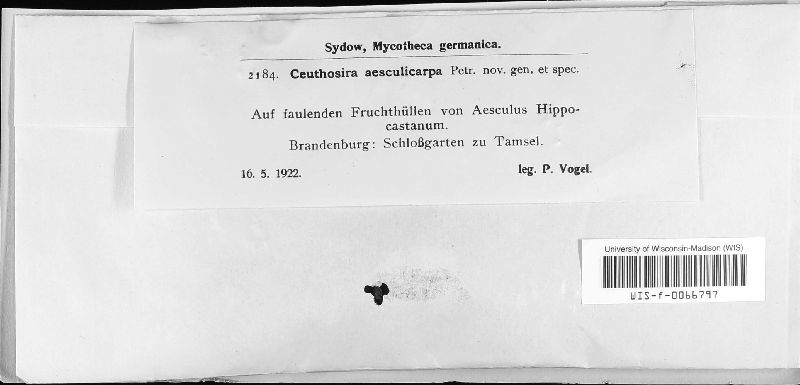 Sydow, Mycotheca germanica.
2184. Ceuthosira aesculicarpa Petr. nov. gen. et spec.
Auf faulenden Fruchthüllen von Aesculus Hippo-
castanum.
Brandenburg: Schloßgarten zu Tamsel.
16. 5. 1922. leg. P. Vogel.
University of Wisconsin-Madison (WIS)
WIS-f-0066797